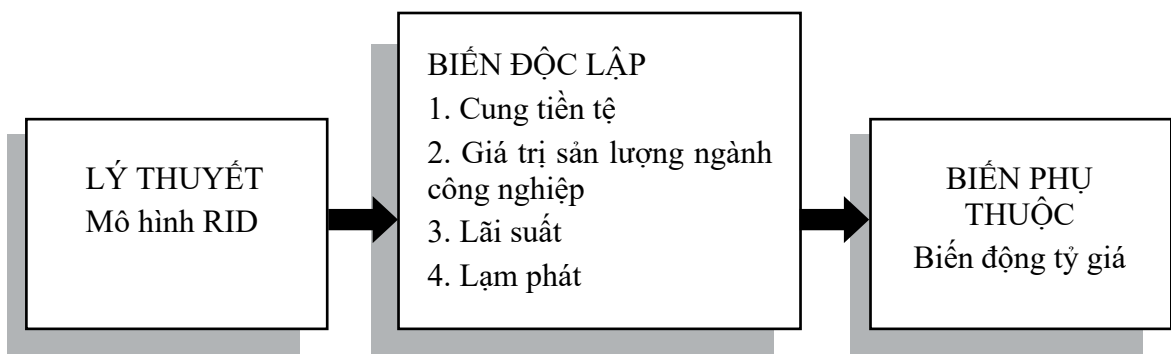 LÝ THUYẾT
Mô hình RID
BIẾN ĐỘC LẬP
1. Cung tiền tệ
2. Giá trị sản lượng ngành
công nghiệp
3. Lãi suất
4. Lạm phát
BIẾN PHỤ
THUỘC
Biến động tỷ giá